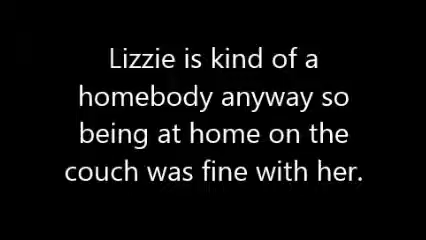 Lizzie is kind of a
homebody anyway so
being at home on the
couch was fine with her.